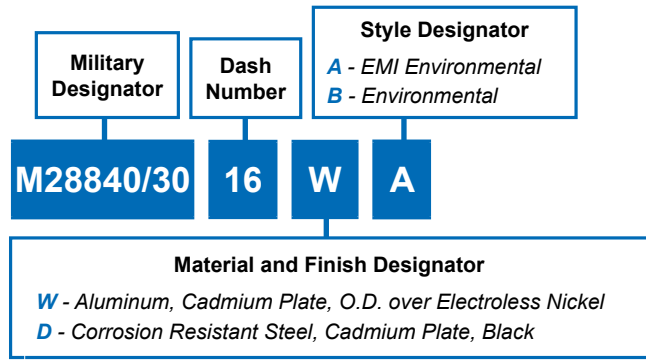 Military
Designator
Dash
Number
Style Designator
A - EMI Environmental
B - Environmental
M28840/30 16 W A
Material and Finish Designator
W - Aluminum, Cadmium Plate, O.D. over Electroless Nickel
D - Corrosion Resistant Steel, Cadmium Plate, Black